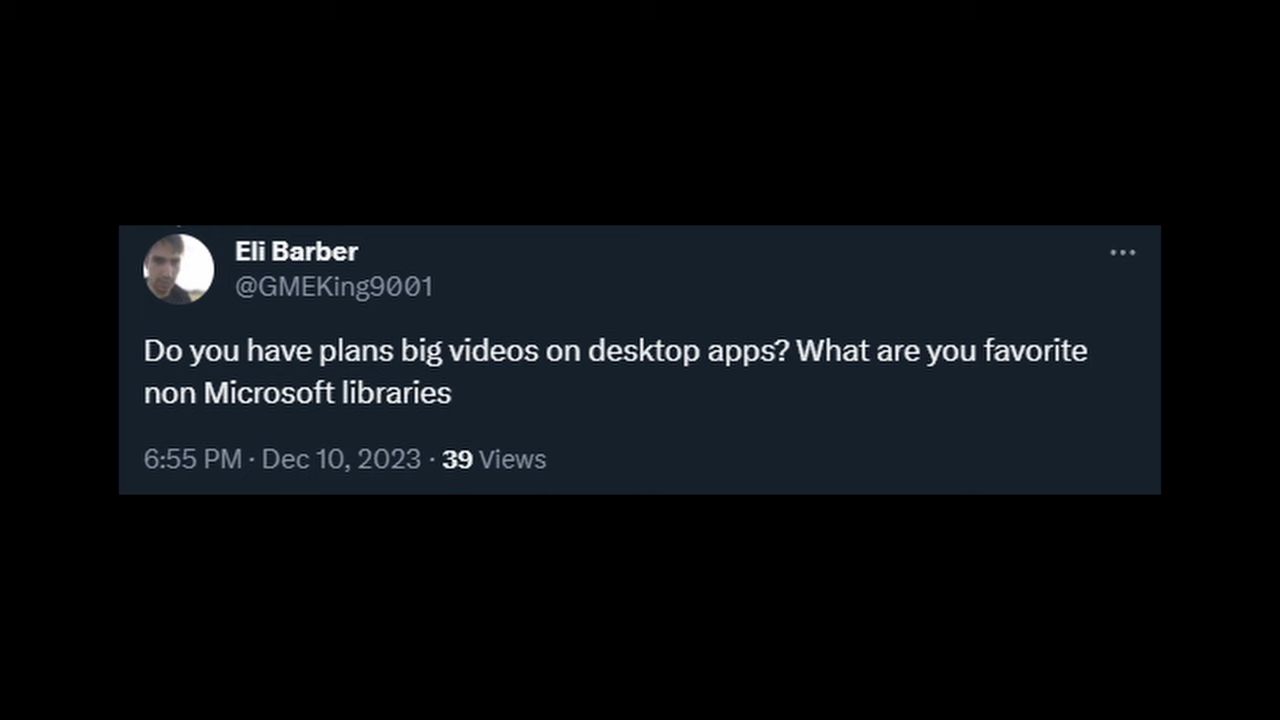 Eli Barber
@GMEKing9001
Do you have plans big videos on desktop apps? What are you favorite
non Microsoft libraries
6:55 PM · Dec 10, 2023 · 39 Views